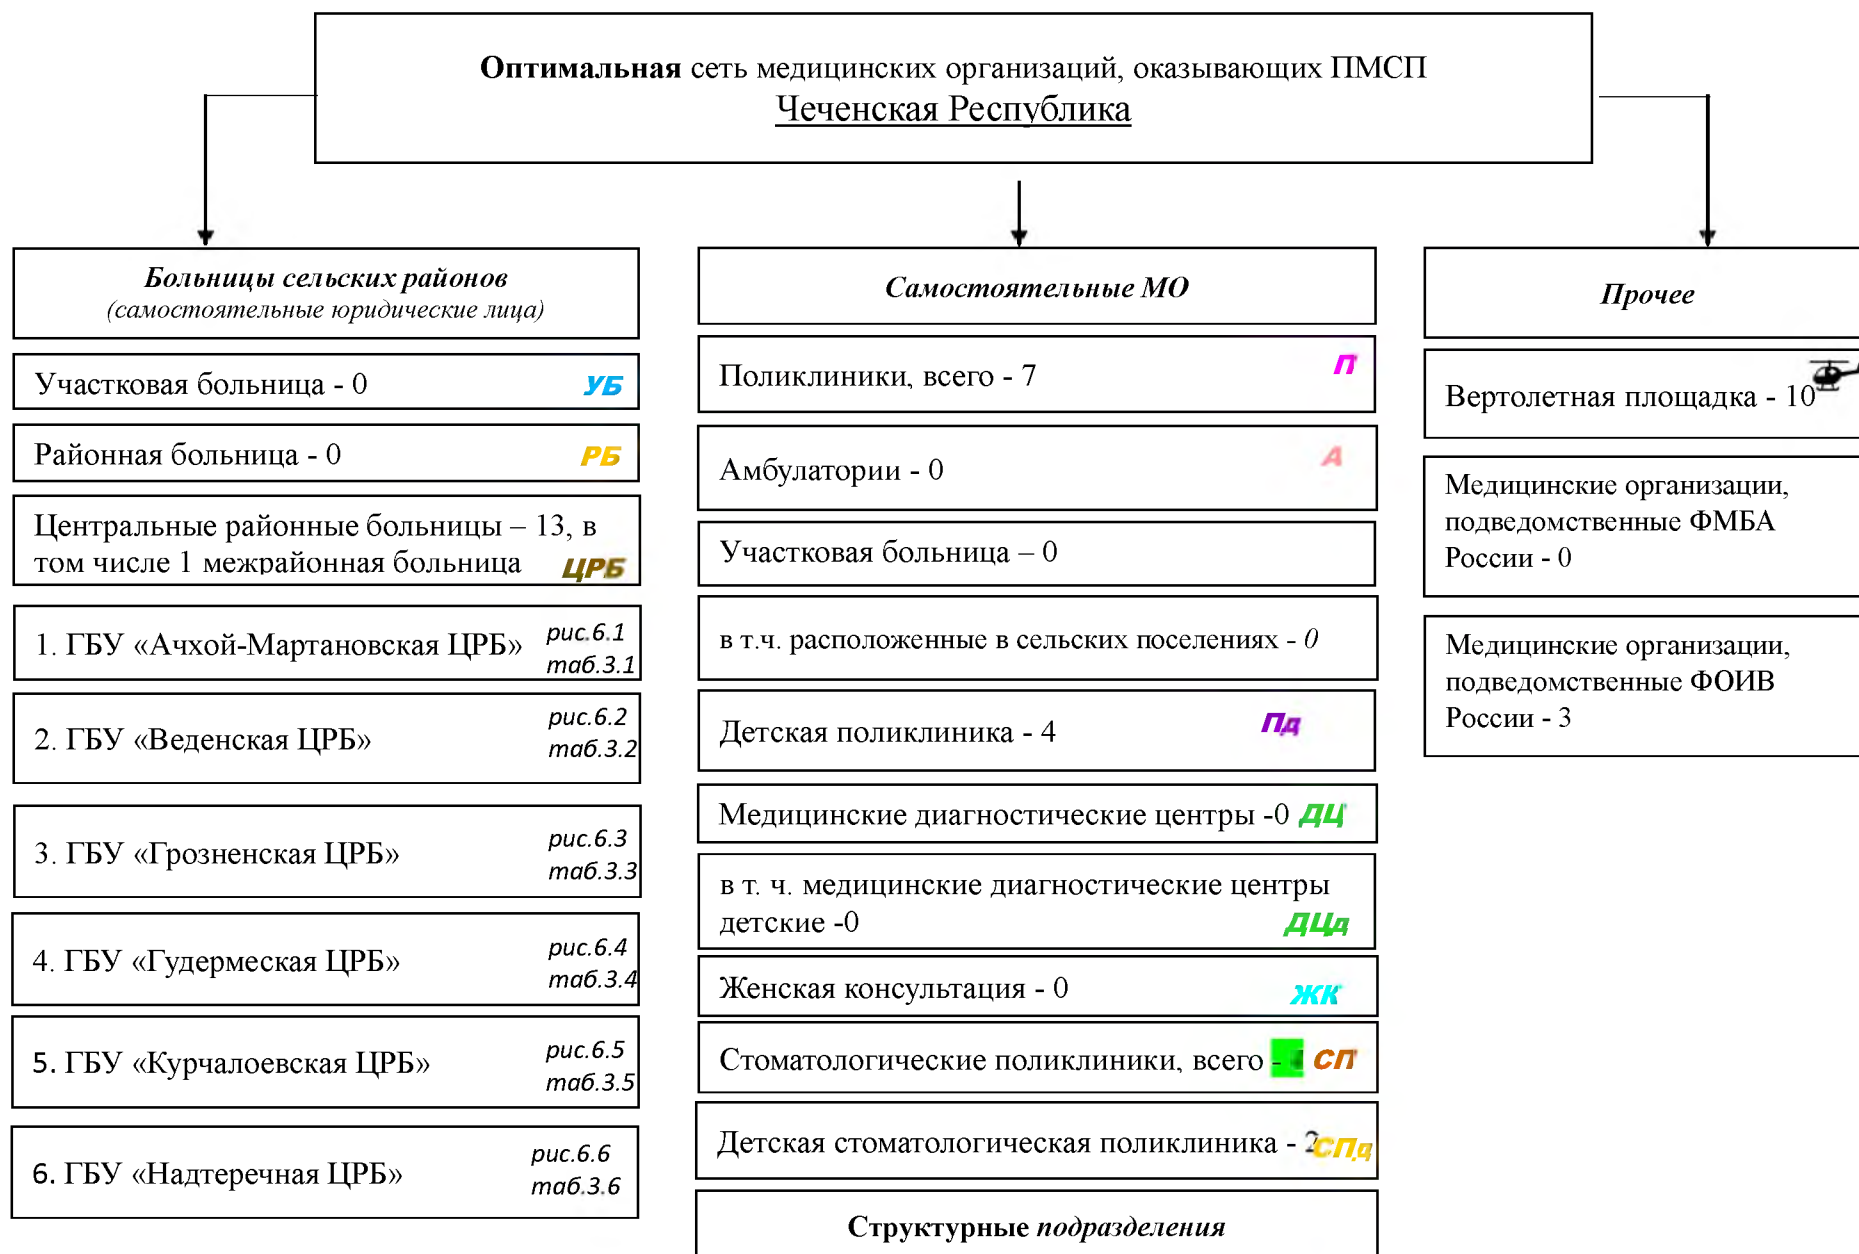 Оптимальная сеть медицинских организаций, оказывающих ПМСП
Чеченская Республика
Больницы сельских районов
(самостоятельные юридические лица)
Участковая больница - 0 УБ
Районная больница - 0 РБ
Центральные районные больницы – 13, в
том числе 1 межрайонная больница ЦРБ
1. ГБУ «Ачхой-Мартановская ЦРБ» рис.6.1
таб.3.1
2. ГБУ «Веденская ЦРБ» рис.6.2
таб.3.2
3. ГБУ «Грозненская ЦРБ» рис.6.3
таб.3.3
4. ГБУ «Гудермеская ЦРБ» рис.6.4
таб.3.4
5. ГБУ «Курчалоевская ЦРБ» рис.6.5
таб.3.5
6. ГБУ «Надтеречная ЦРБ» рис.6.6
таб.3.6
Самостоятельные МО
Поликлиники, всего - 7 П
Амбулатории - 0 А
Участковая больница – 0
в т.ч. расположенные в сельских поселениях - 0
Детская поликлиника - 4 Пд
Медицинские диагностические центры -0 ДЦ
в т. ч. медицинские диагностические центры
детские -0 ДЦд
Женская консультация - 0 ЖК
Стоматологические поликлиники, всего - СП
Детская стоматологическая поликлиника - 2 СПд
Структурные подразделения
Прочее
Вертолетная площадка - 10
Медицинские организации,
подведомственные ФМБА
России - 0
Медицинские организации,
подведомственные ФОИВ
России - 3